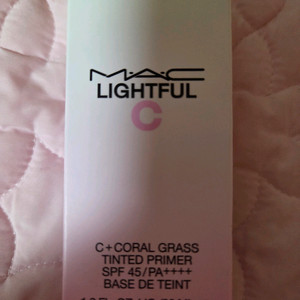 M·A·C
LIGHTFUL
C
C + CORAL GRASS
TINTED PRIMER
SPF 45/PA++++
BASE DE TEINT